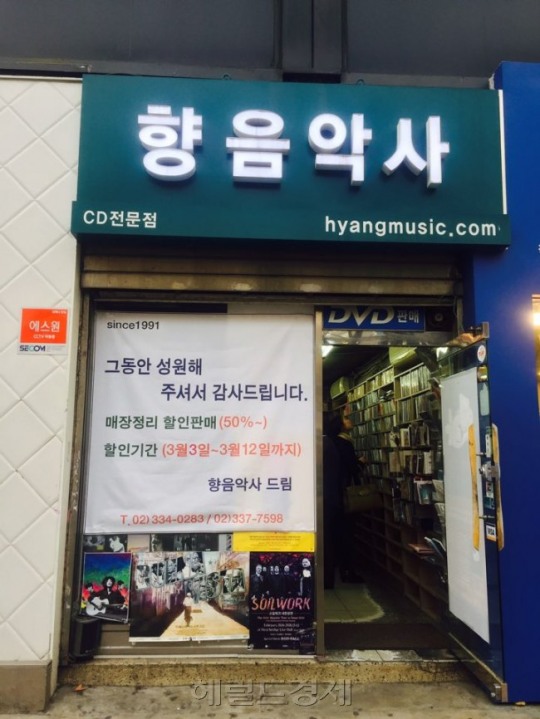 향음악사
CD전문점
hyangmusic.com
에스원
SECOM
since1991
DVD 판매
그동안 성원해
주셔서 감사드립니다.
매장정리 할인판매 (50%~)
할인기간 (3월3일~3월12일까지)
향음악사 드림
T. 02) 334-0283 / 02) 337-7598
SOILWORK
헤럴드경제